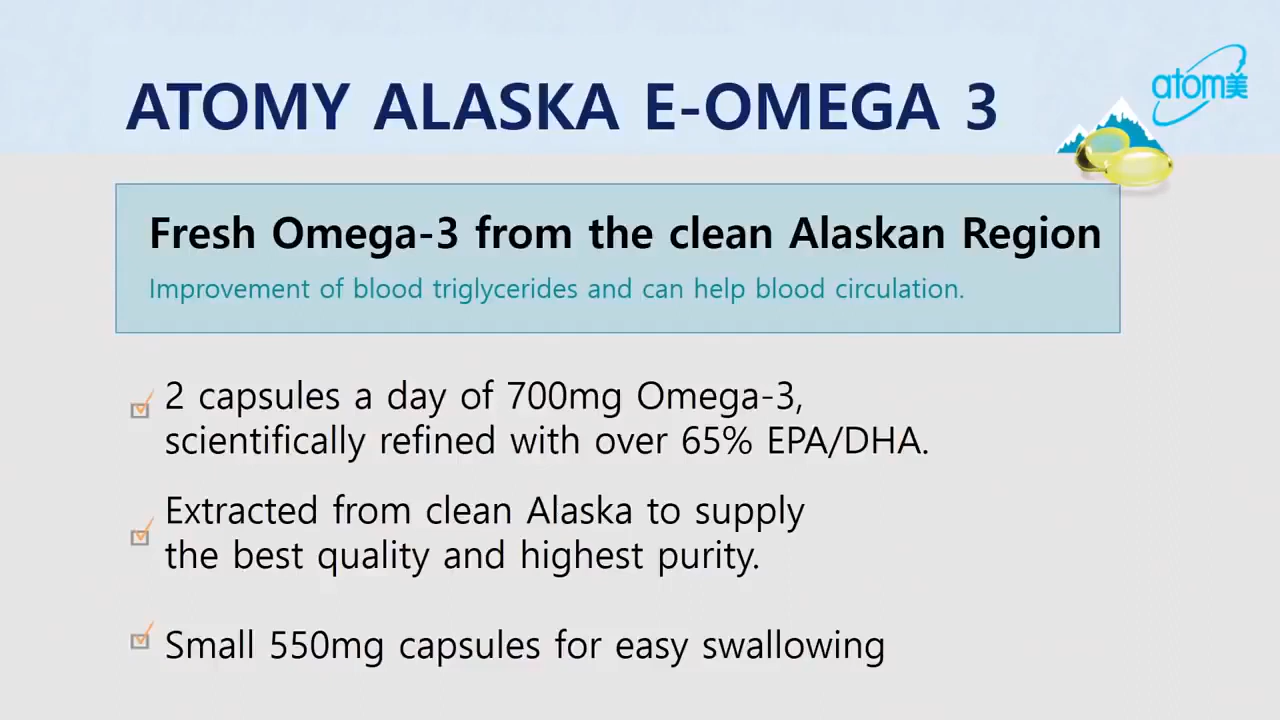 ATOMY ALASKA E-OMEGA 3
atom美
Fresh Omega-3 from the clean Alaskan Region
Improvement of blood triglycerides and can help blood circulation.
2 capsules a day of 700mg Omega-3,
scientifically refined with over 65% EPA/DHA.
Extracted from clean Alaska to supply
the best quality and highest purity.
Small 550mg capsules for easy swallowing